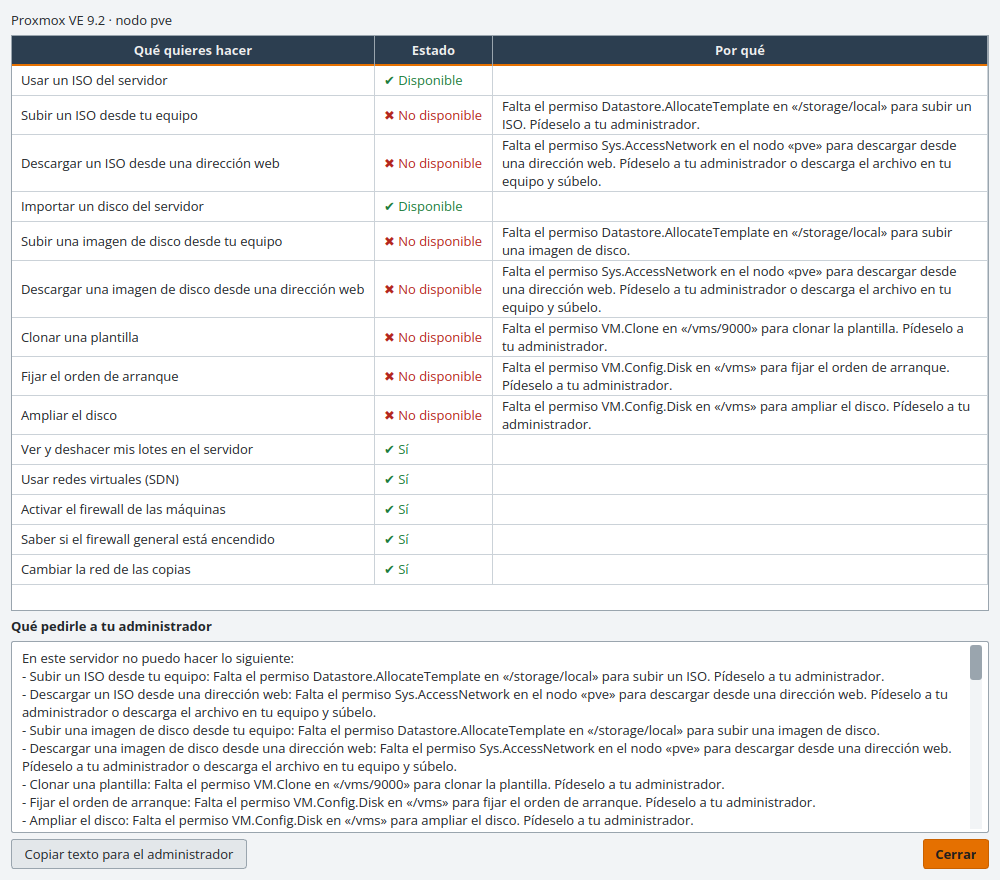 Proxmox VE 9.2 · nodo pve
Qué quieres hacer
Estado
Por qué
Usar un ISO del servidor
✔ Disponible
Subir un ISO desde tu equipo
✖ No disponible
Falta el permiso Datastore.AllocateTemplate en «/storage/local» para subir un
ISO. Pídeselo a tu administrador.
Descargar un ISO desde una dirección web
✖ No disponible
Falta el permiso Sys.AccessNetwork en el nodo «pve» para descargar desde
una dirección web. Pídeselo a tu administrador o descarga el archivo en tu
equipo y súbelo.
Importar un disco del servidor
✔ Disponible
Subir una imagen de disco desde tu equipo
✖ No disponible
Falta el permiso Datastore.AllocateTemplate en «/storage/local» para subir
una imagen de disco.
Descargar una imagen de disco desde una dirección web
✖ No disponible
Falta el permiso Sys.AccessNetwork en el nodo «pve» para descargar desde
una dirección web. Pídeselo a tu administrador o descarga el archivo en tu
equipo y súbelo.
Clonar una plantilla
✖ No disponible
Falta el permiso VM.Clone en «/vms/9000» para clonar la plantilla. Pídeselo a
tu administrador.
Fijar el orden de arranque
✖ No disponible
Falta el permiso VM.Config.Disk en «/vms» para fijar el orden de arranque.
Pídeselo a tu administrador.
Ampliar el disco
✖ No disponible
Falta el permiso VM.Config.Disk en «/vms» para ampliar el disco. Pídeselo a tu
administrador.
Ver y deshacer mis lotes en el servidor
✔ Sí
Usar redes virtuales (SDN)
✔ Sí
Activar el firewall de las máquinas
✔ Sí
Saber si el firewall general está encendido
✔ Sí
Cambiar la red de las copias
✔ Sí
Qué pedirle a tu administrador
En este servidor no puedo hacer lo siguiente:
- Subir un ISO desde tu equipo: Falta el permiso Datastore.AllocateTemplate en «/storage/local» para subir un ISO. Pídeselo a tu administrador.
- Descargar un ISO desde una dirección web: Falta el permiso Sys.AccessNetwork en el nodo «pve» para descargar desde una dirección web. Pídeselo a tu
administrador o descarga el archivo en tu equipo y súbelo.
- Subir una imagen de disco desde tu equipo: Falta el permiso Datastore.AllocateTemplate en «/storage/local» para subir una imagen de disco.
- Descargar una imagen de disco desde una dirección web: Falta el permiso Sys.AccessNetwork en el nodo «pve» para descargar desde una dirección web.
Pídeselo a tu administrador o descarga el archivo en tu equipo y súbelo.
- Clonar una plantilla: Falta el permiso VM.Clone en «/vms/9000» para clonar la plantilla. Pídeselo a tu administrador.
- Fijar el orden de arranque: Falta el permiso VM.Config.Disk en «/vms» para fijar el orden de arranque. Pídeselo a tu administrador.
- Ampliar el disco: Falta el permiso VM.Config.Disk en «/vms» para ampliar el disco. Pídeselo a tu administrador.
Copiar texto para el administrador
Cerrar